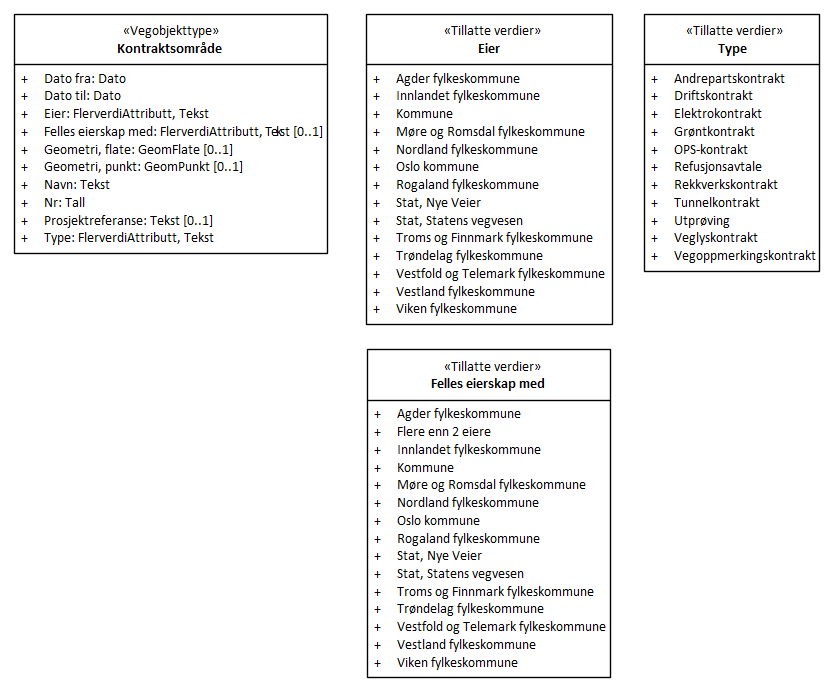 «Vegobjekttype»
Kontraktsområde
+ Dato fra: Dato
+ Dato til: Dato
+ Eier: FlerverdiAttributt, Tekst
+ Felles eierskap med: FlerverdiAttributt, Tekst [0..1]
+ Geometri, flate: GeomFlate [0..1]
+ Geometri, punkt: GeomPunkt [0..1]
+ Navn: Tekst
+ Nr: Tall
+ Prosjektreferanse: Tekst [0..1]
+ Type: FlerverdiAttributt, Tekst
«Tillatte verdier»
Eier
+ Agder fylkeskommune
+ Innlandet fylkeskommune
+ Kommune
+ Møre og Romsdal fylkeskommune
+ Nordland fylkeskommune
+ Oslo kommune
+ Rogaland fylkeskommune
+ Stat, Nye Veier
+ Stat, Statens vegvesen
+ Troms og Finnmark fylkeskommune
+ Trøndelag fylkeskommune
+ Vestfold og Telemark fylkeskommune
+ Vestland fylkeskommune
+ Viken fylkeskommune
«Tillatte verdier»
Type
+ Andrepartskontrakt
+ Driftskontrakt
+ Elektrokontrakt
+ Grøntkontrakt
+ OPS-kontrakt
+ Refusjonsavtale
+ Rekkverkskontrakt
+ Tunnelkontrakt
+ Utprøving
+ Veglyskontrakt
+ Vegoppmerkingskontrakt
«Tillatte verdier»
Felles eierskap med
+ Agder fylkeskommune
+ Flere enn 2 eiere
+ Innlandet fylkeskommune
+ Kommune
+ Møre og Romsdal fylkeskommune
+ Nordland fylkeskommune
+ Oslo kommune
+ Rogaland fylkeskommune
+ Stat, Nye Veier
+ Stat, Statens vegvesen
+ Troms og Finnmark fylkeskommune
+ Trøndelag fylkeskommune
+ Vestfold og Telemark fylkeskommune
+ Vestland fylkeskommune
+ Viken fylkeskommune